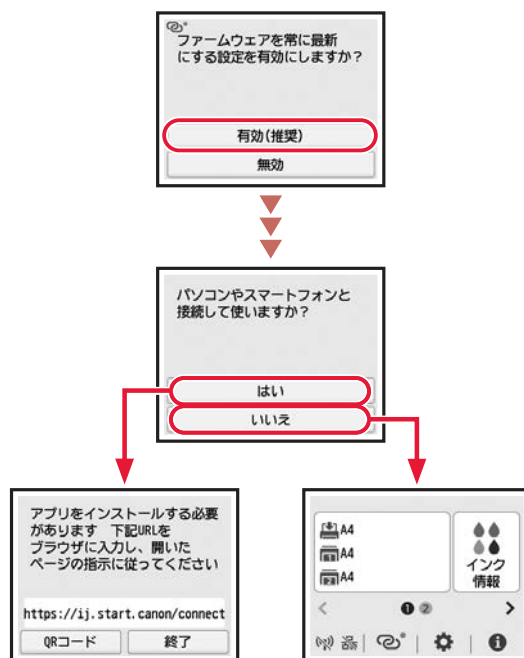 ファームウェアを常に最新
にする設定を有効にしますか？
有効(推奨)
無効
パソコンやスマートフォンと
接続して使いますか？
はい
いいえ
アプリをインストールする必要
があります　下記URLを
ブラウザに入力し、開いた
ページの指示に従ってください
https://ij.start.canon/connect
QRコード
終了
A4
A4
A4
インク
情報
1 2